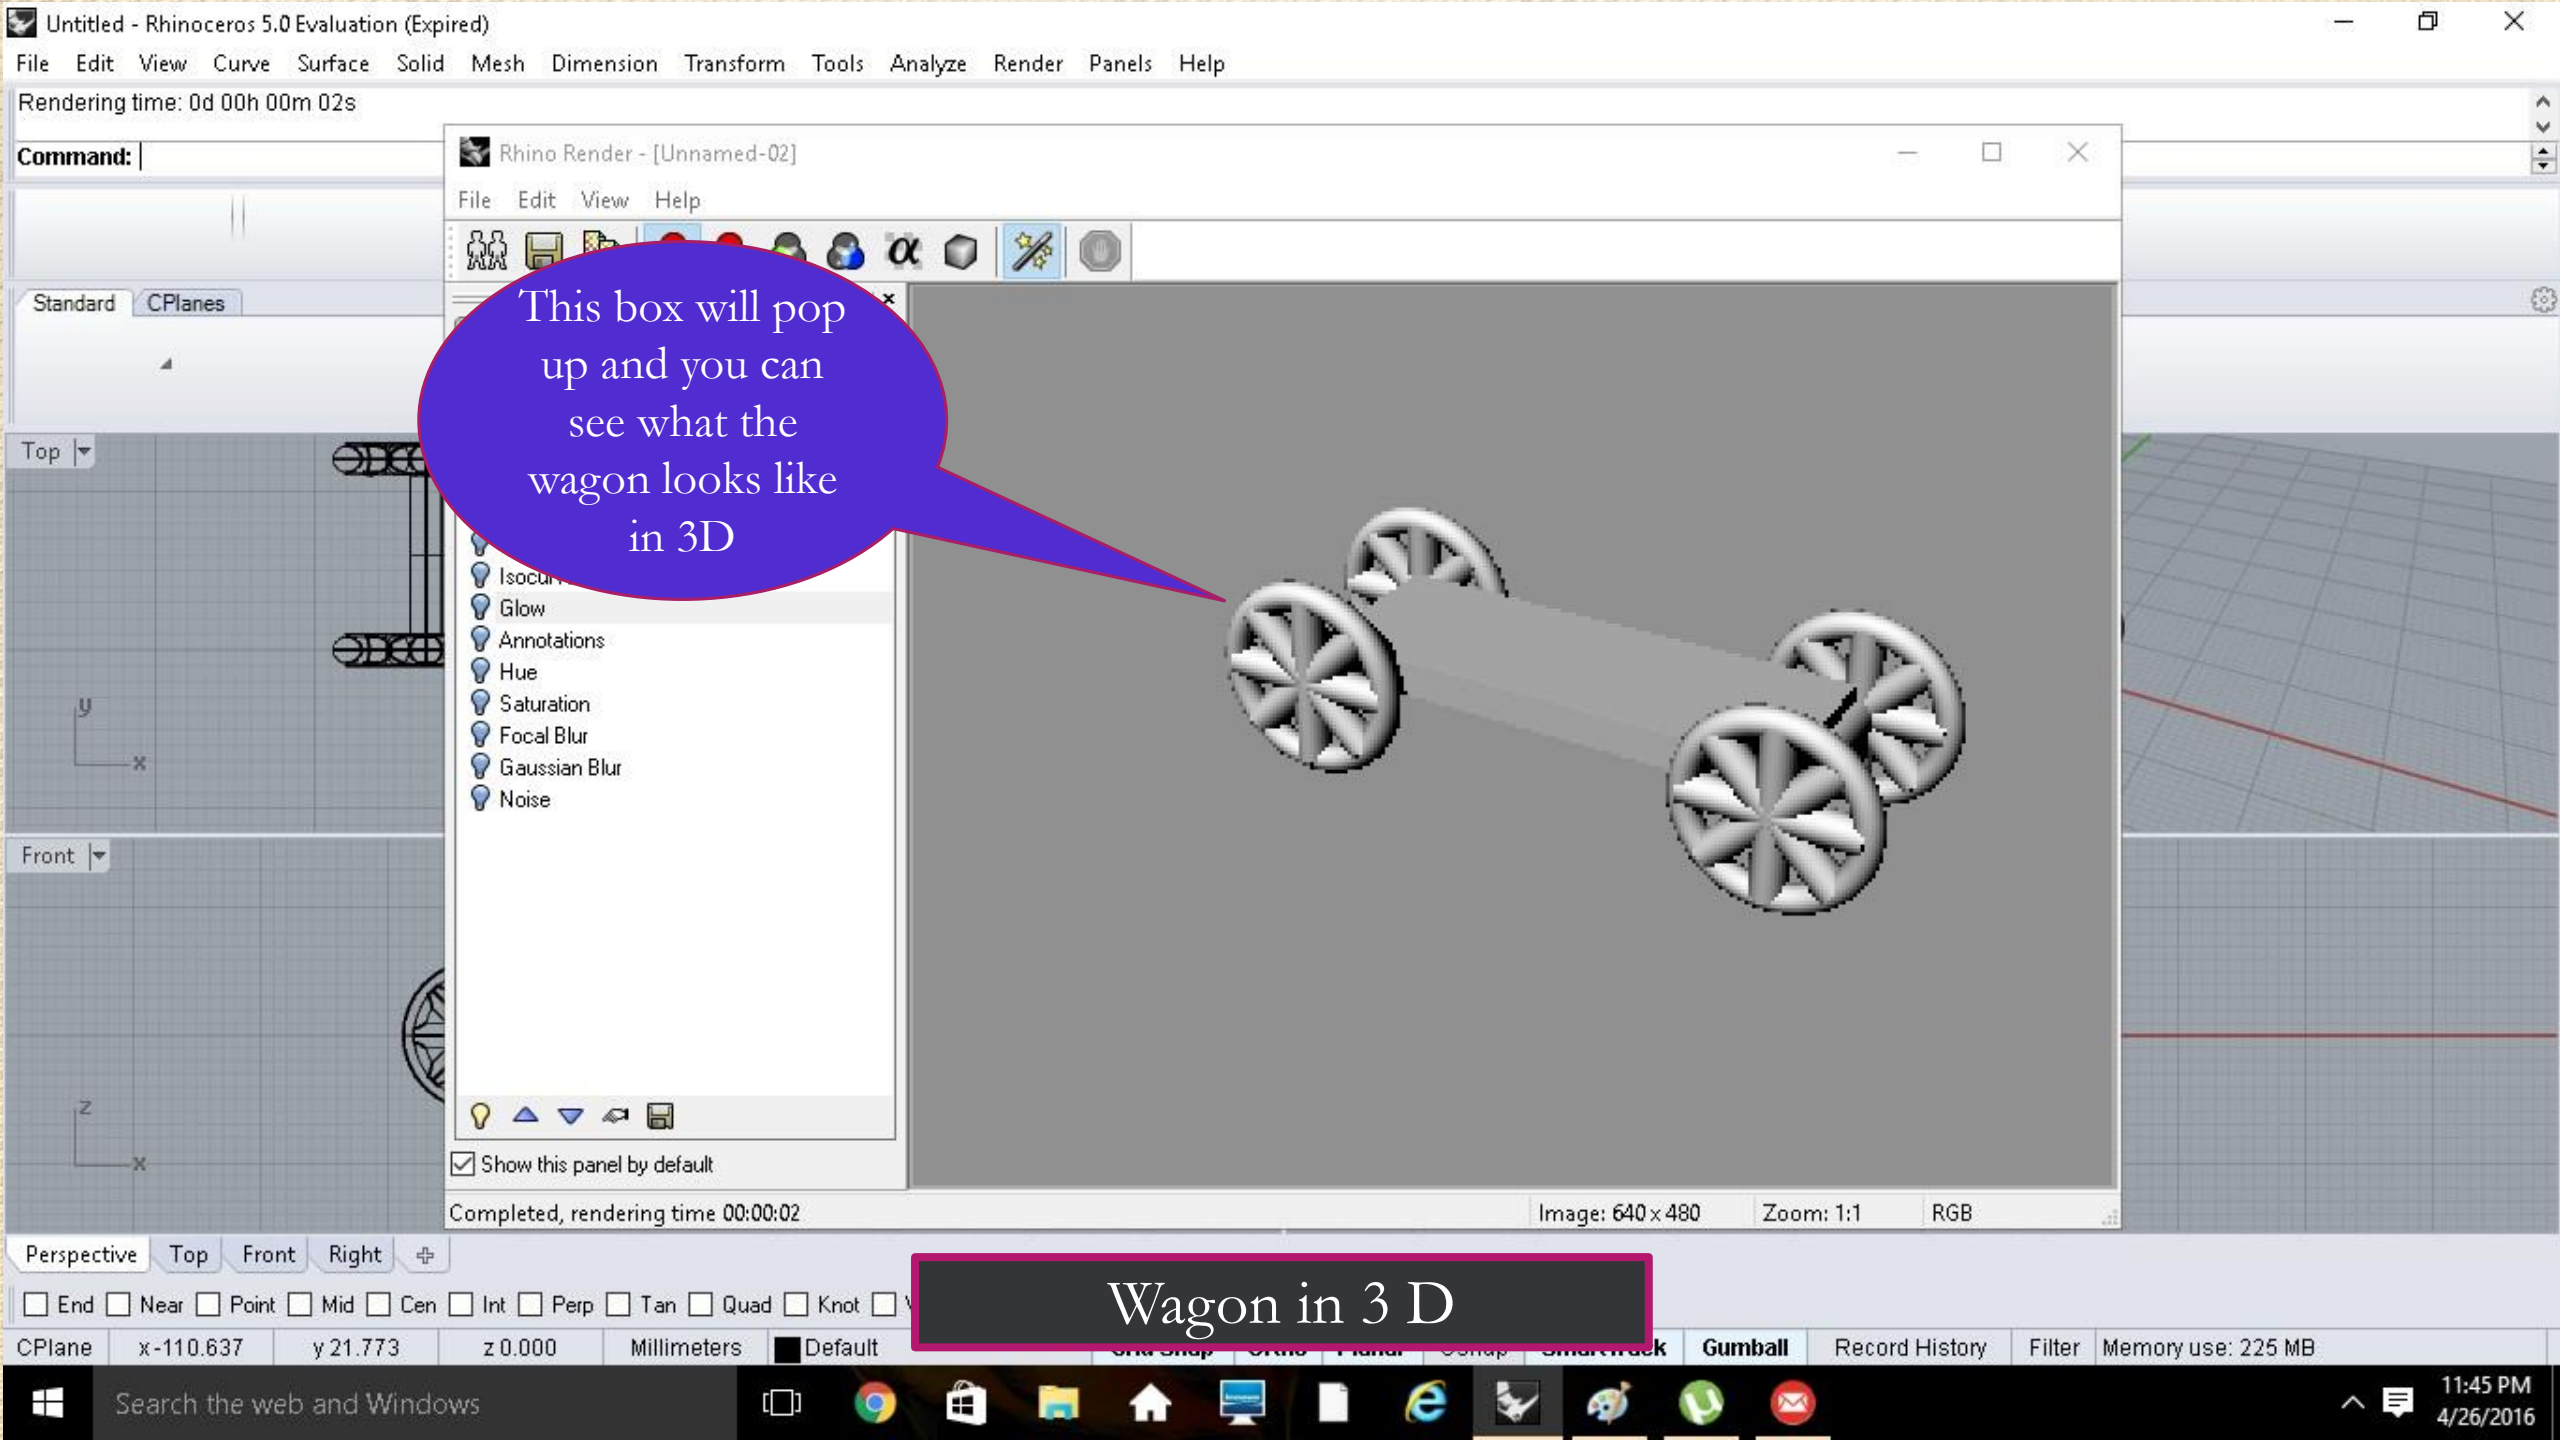 Untitled - Rhinoceros 5.0 Evaluation (Expired)
File Edit View Curve Surface Solid Mesh Dimension Transform Tools Analyze Render Panels Help
Rendering time: 0d 00h 00m 02s
Command:
Rhino Render - [Unnamed-02]
File Edit View Help
α
Standard CPlanes
This box will pop
up and you can
see what the
wagon looks like
in 3D
Top
Glow
Annotations
Hue
Saturation
Focal Blur
Gaussian Blur
Noise
y
x
Front
z
x
Show this panel by default
Completed, rendering time 00:00:02
Image: 640 x 480 Zoom: 1:1 RGB
Perspective Top Front Right
Wagon in 3 D
End Near Point Mid Cen Int Perp Tan Quad Knot
CPlane x -110.637 y 21.773 z 0.000 Millimeters Default Gumball Record History Filter Memory use: 225 MB
Search the web and Windows
11:45 PM
4/26/2016